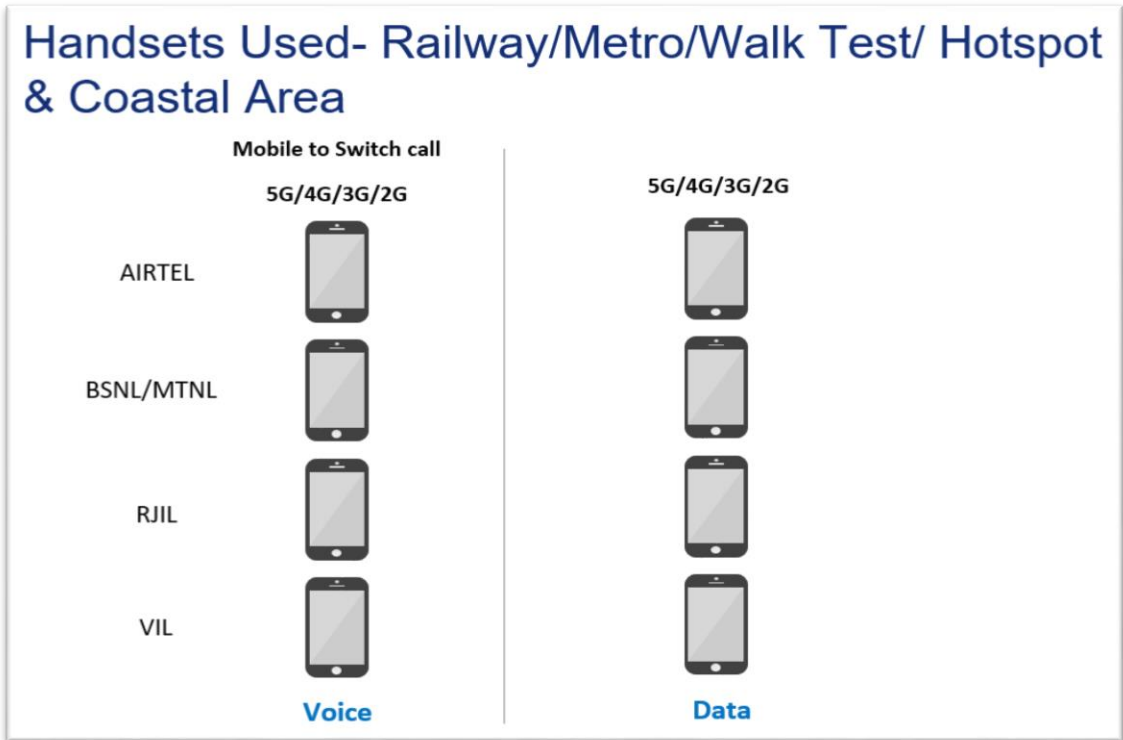 Handsets Used- Railway/Metro/Walk Test/ Hotspot
& Coastal Area
Mobile to Switch call
5G/4G/3G/2G
5G/4G/3G/2G
AIRTEL
BSNL/MTNL
RJIL
VIL
Voice
Data